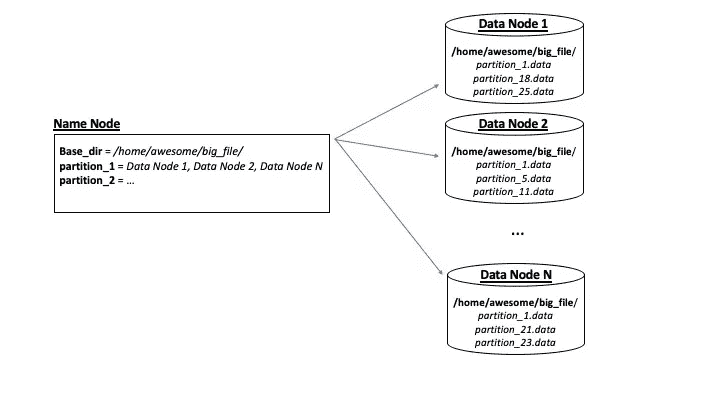 Name Node
Base_dir = /home/awesome/big_file/
partition_1 = Data Node 1, Data Node 2, Data Node N
partition_2 = ...
Data Node 1
/home/awesome/big_file/
partition_1.data
partition_18.data
partition_25.data
Data Node 2
/home/awesome/big_file/
partition_1.data
partition_5.data
partition_11.data
...
Data Node N
/home/awesome/big_file/
partition_1.data
partition_21.data
partition_23.data